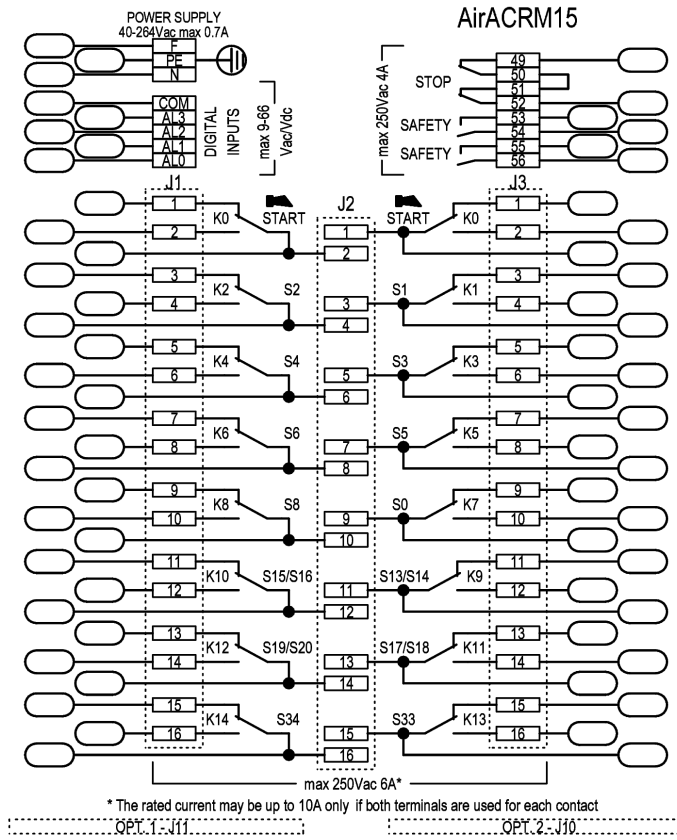 POWER SUPPLY
40-264Vac max 0.7A
AirACRM15
F
PE
N
COM
AL3
AL2
AL1
AL0
DIGITAL
INPUTS
max 9-66
Vac/Vdc
max 250Vac 4A
STOP
SAFETY
SAFETY
49
50
51
52
53
54
55
56
J1
J2
J3
1 K0 START START K0 1
2 1 2
2
3 K2 S2 S1 K1 3
4 3 4
4
5 K4 S4 S3 K3 5
6 5 6
6
7 K6 S6 S5 K5 7
8 7 8
8
9 K8 S8 S0 K7 9
10 9 10
10
11 K10 S15/S16 S13/S14 K9 11
12 11 12
12
13 K12 S19/S20 S17/S18 K11 13
14 13 14
14
15 K14 S34 S33 K13 15
16 15 16
16
max 250Vac 6A*
* The rated current may be up to 10A only if both terminals are used for each contact
OPT. 1 - J11
OPT. 2 - J10